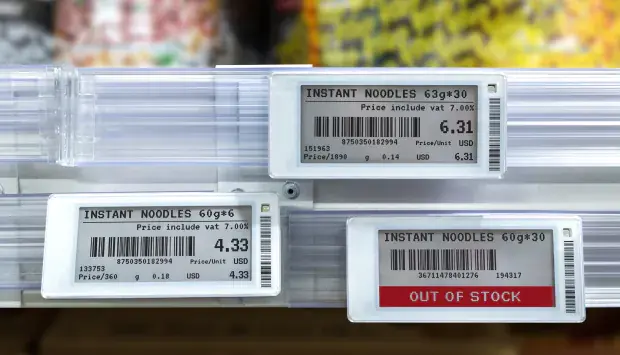 INSTANT NOODLES 63g*30
Price include vat 7.00%
6.31
8750350182994 Price/Unit USD
151963
Price/1890 g 0.14 USD 6.31
INSTANT NOODLES 60g*6
Price include vat 7.00%
4.33
8750350182994 Price/Unit USD
133753
Price/360 g 0.18 USD 4.33
INSTANT NOODLES 60g*30
36711478401276 194317
OUT OF STOCK